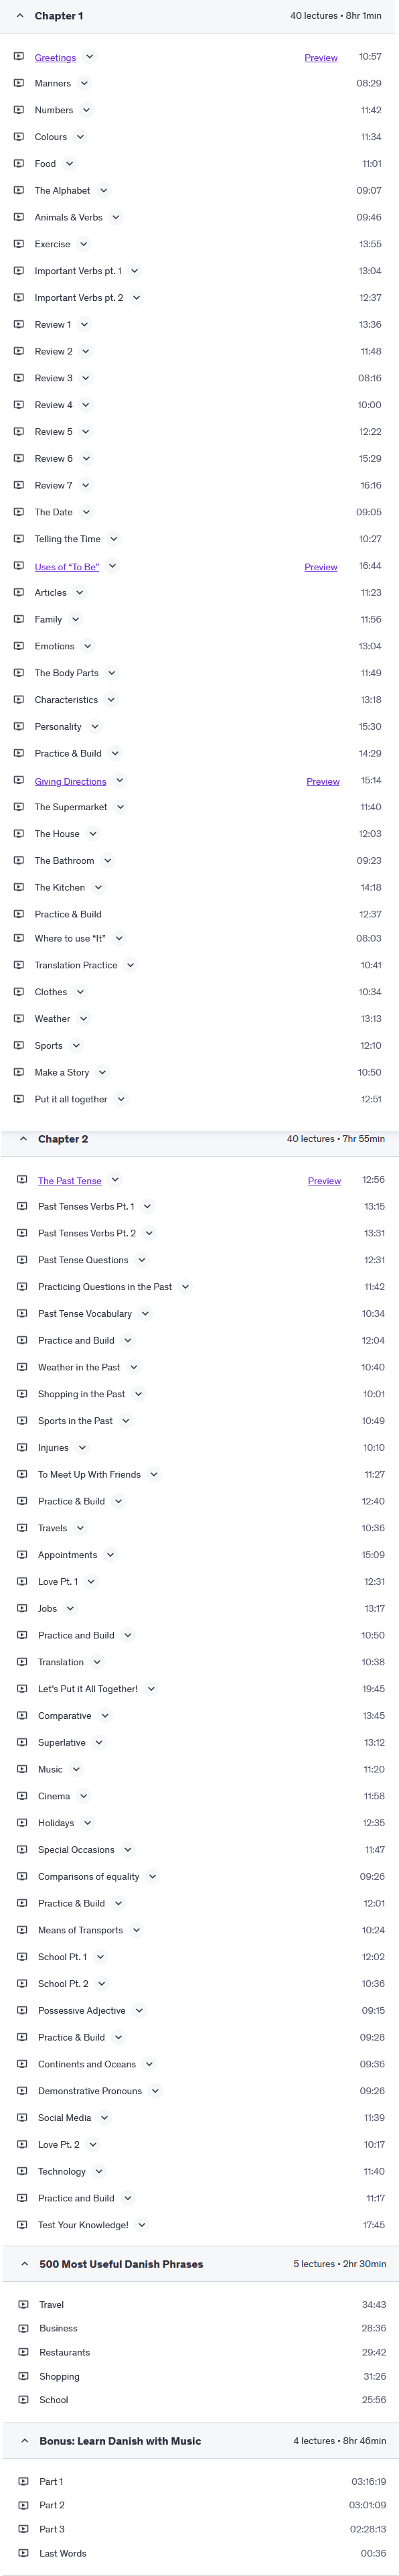 Chapter 1 40 lectures • 8hr 1min
Greetings Preview 10:57
Manners 08:29
Numbers 11:42
Colours 11:34
Food 11:01
The Alphabet 09:07
Animals & Verbs 09:46
Exercise 13:55
Important Verbs pt. 1 13:04
Important Verbs pt. 2 12:37
Review 1 13:36
Review 2 11:48
Review 3 08:16
Review 4 10:00
Review 5 12:22
Review 6 15:29
Review 7 16:16
The Date 09:05
Telling the Time 10:27
Uses of “To Be” Preview 16:44
Articles 11:23
Family 11:56
Emotions 13:04
The Body Parts 11:49
Characteristics 13:18
Personality 15:30
Practice & Build 14:29
Giving Directions Preview 15:14
The Supermarket 11:40
The House 12:03
The Bathroom 09:23
The Kitchen 14:18
Practice & Build 12:37
Where to use “It” 08:03
Translation Practice 10:41
Clothes 10:34
Weather 13:13
Sports 12:10
Make a Story 10:50
Put it all together 12:51
Chapter 2 40 lectures • 7hr 55min
The Past Tense Preview 12:56
Past Tenses Verbs Pt. 1 13:15
Past Tenses Verbs Pt. 2 13:31
Past Tense Questions 12:31
Practicing Questions in the Past 11:42
Past Tense Vocabulary 10:34
Practice and Build 12:04
Weather in the Past 10:40
Shopping in the Past 10:01
Sports in the Past 10:49
Injuries 10:10
To Meet Up With Friends 11:27
Practice & Build 12:40
Travels 10:36
Appointments 15:09
Love Pt. 1 12:31
Jobs 13:17
Practice and Build 10:50
Translation 10:38
Let’s Put it All Together! 19:45
Comparative 13:45
Superlative 13:12
Music 11:20
Cinema 11:58
Holidays 12:35
Special Occasions 11:47
Comparisons of equality 09:26
Practice & Build 12:01
Means of Transports 10:24
School Pt. 1 12:02
School Pt. 2 10:36
Possessive Adjective 09:15
Practice & Build 09:28
Continents and Oceans 09:36
Demonstrative Pronouns 09:26
Social Media 11:39
Love Pt. 2 10:17
Technology 11:40
Practice and Build 11:17
Test Your Knowledge! 17:45
500 Most Useful Danish Phrases 5 lectures • 2hr 30min
Travel 34:43
Business 28:36
Restaurants 29:42
Shopping 31:26
School 25:56
Bonus: Learn Danish with Music 4 lectures • 8hr 46min
Part 1 03:16:19
Part 2 03:01:09
Part 3 02:28:13
Last Words 00:36